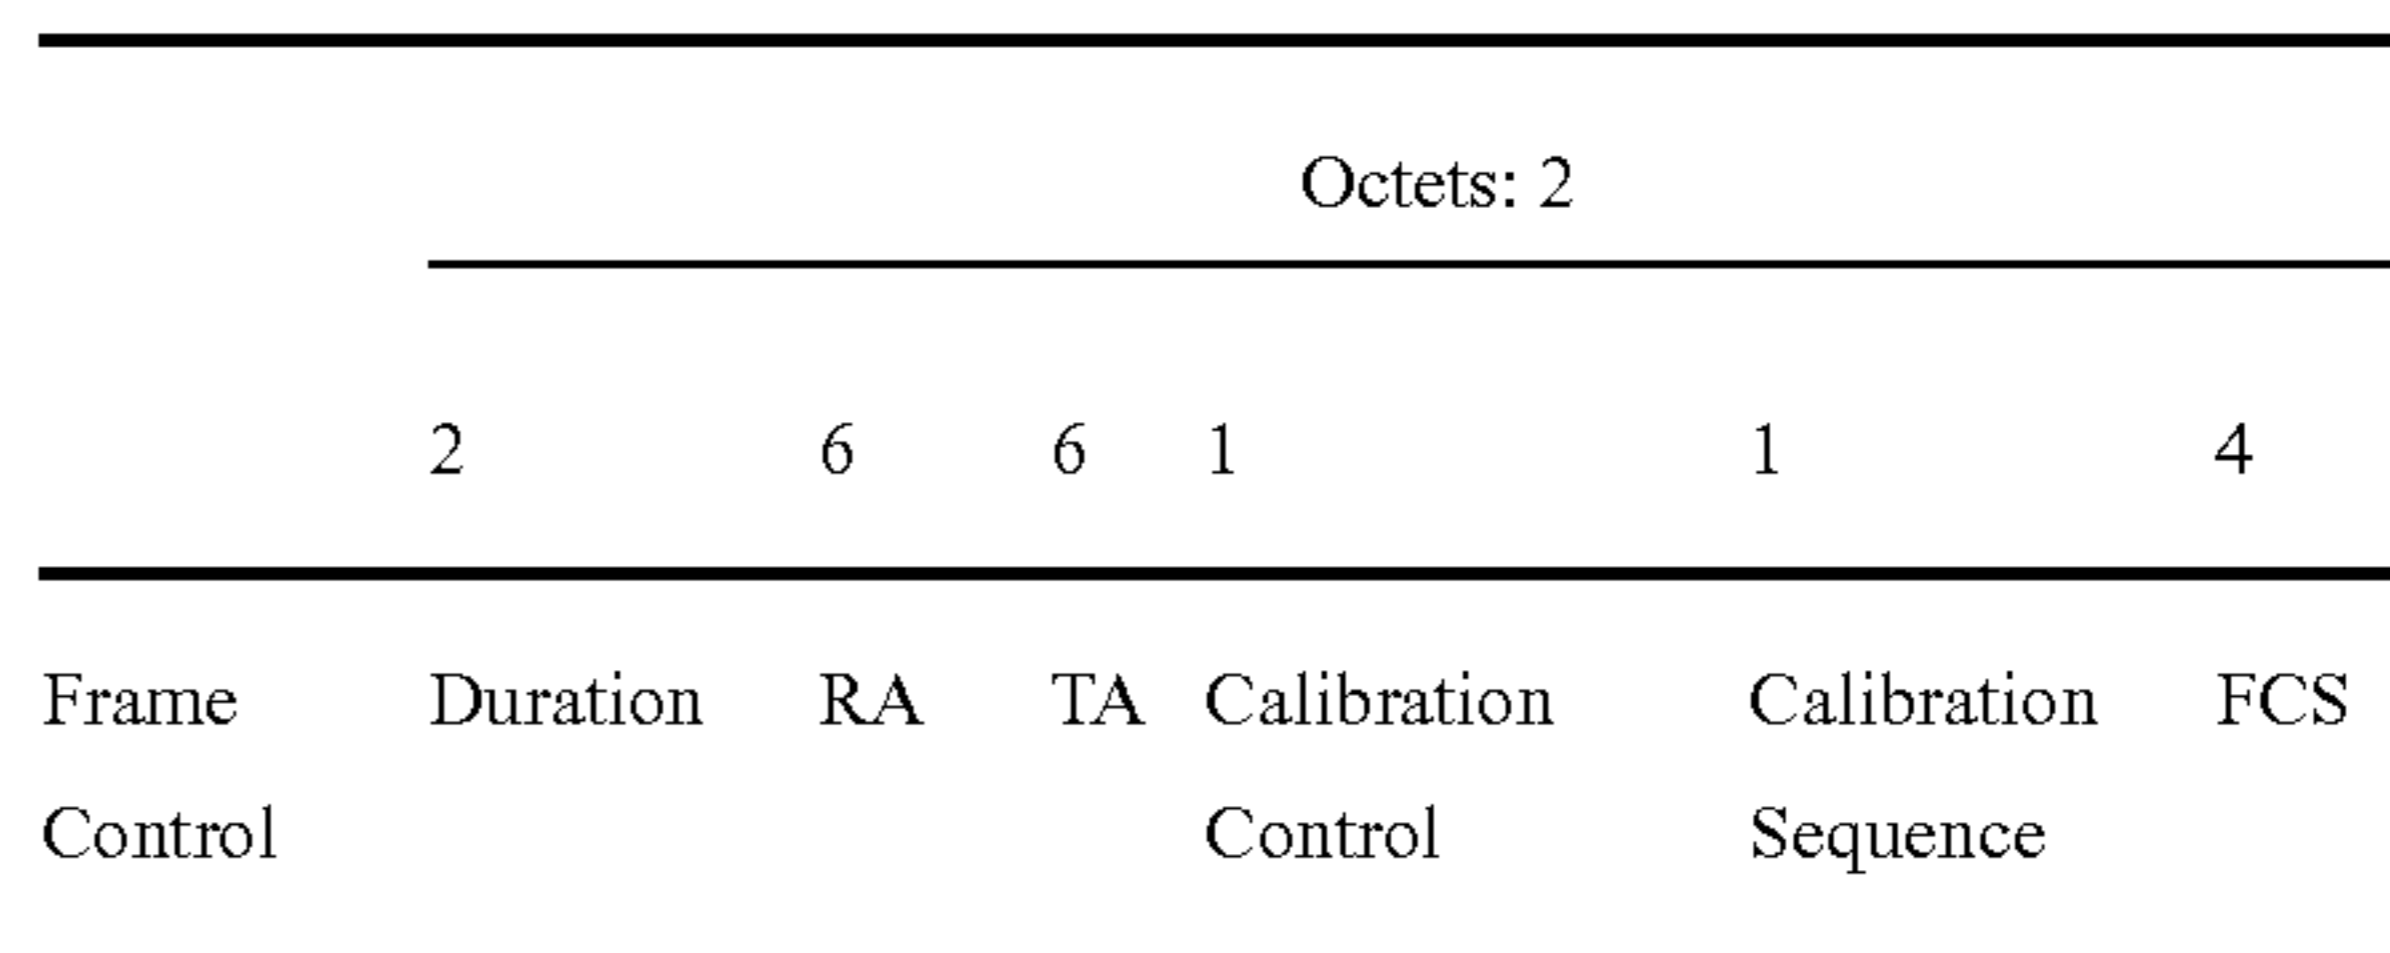 Octets: 2
2 6 6 1 1 4
Frame Duration RA TA Calibration Calibration FCS
Control Control Sequence